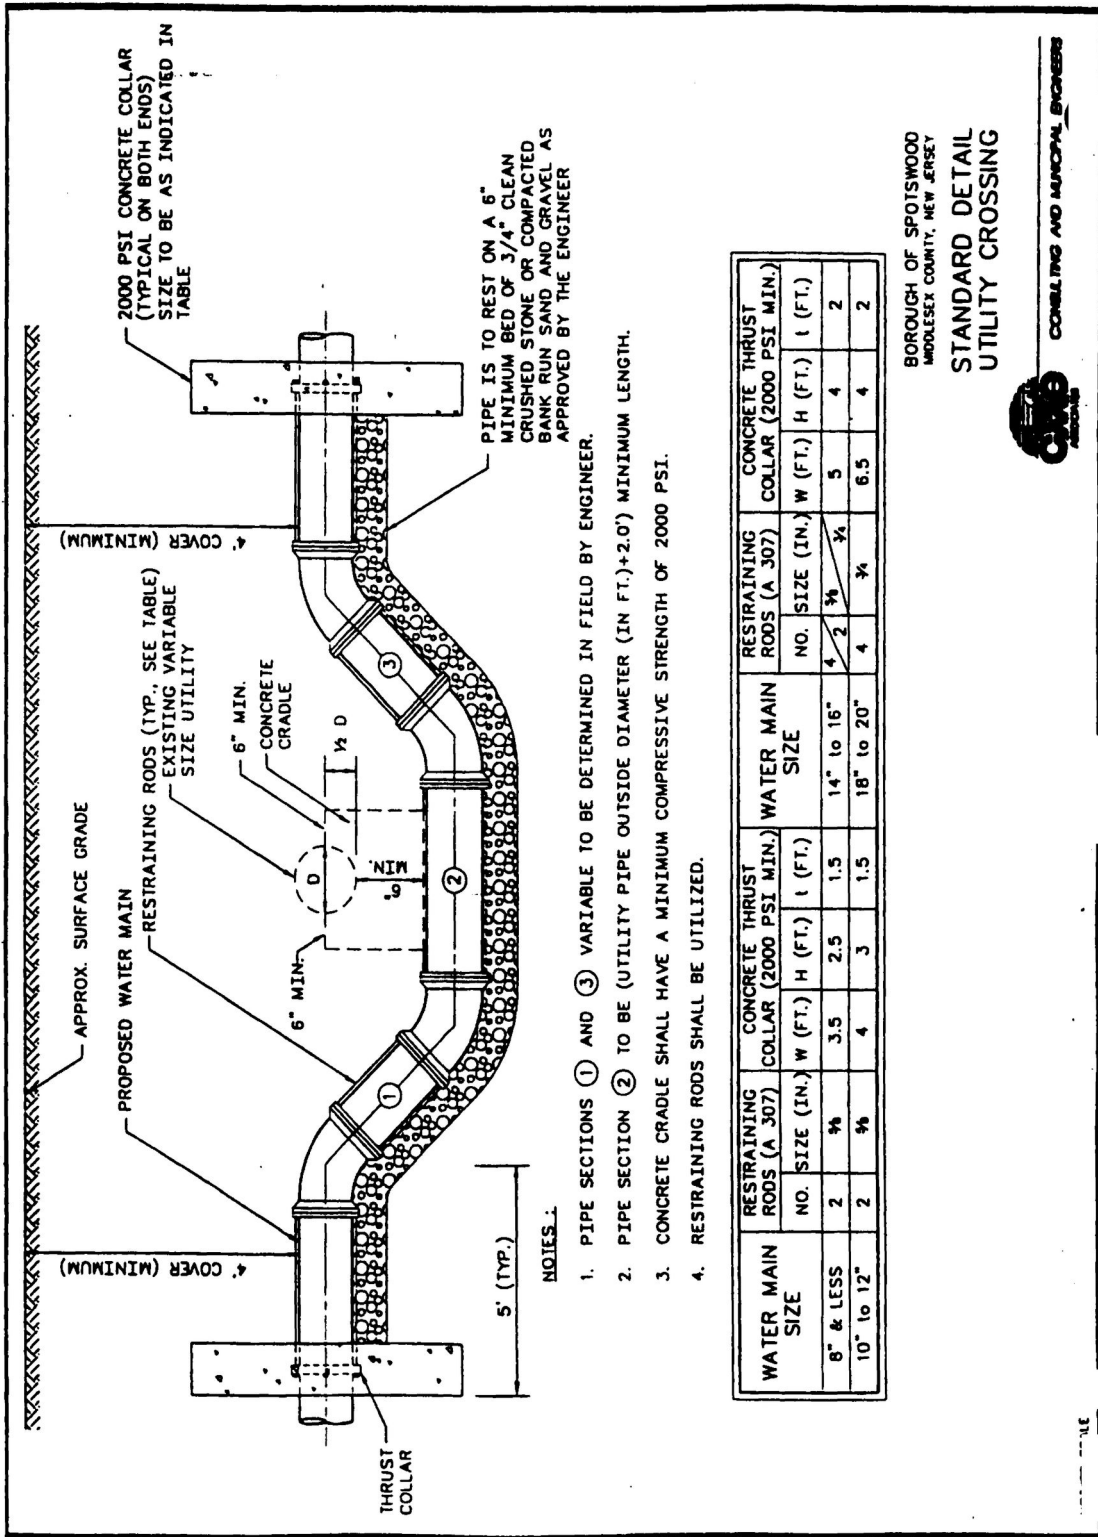 APPROX. SURFACE GRADE
PROPOSED WATER MAIN
RESTRAINING RODS (TYP., SEE TABLE)
EXISTING VARIABLE
SIZE UTILITY
6" MIN.
CONCRETE
CRADLE
2000 PSI CONCRETE COLLAR
(TYPICAL ON BOTH ENDS)
SIZE TO BE AS INDICATED IN
TABLE
4' COVER (MINIMUM)
4' COVER (MINIMUM)
6" MIN.
D
½ D
6"
MIN.
1
2
3
THRUST
COLLAR
5' (TYP.)
PIPE IS TO REST ON A 6"
MINIMUM BED OF 3/4" CLEAN
CRUSHED STONE OR COMPACTED
BANK RUN SAND AND GRAVEL AS
APPROVED BY THE ENGINEER
NOTES :
1. PIPE SECTIONS 1 AND 3 VARIABLE TO BE DETERMINED IN FIELD BY ENGINEER.
2. PIPE SECTION 2 TO BE (UTILITY PIPE OUTSIDE DIAMETER (IN FT.)+2.0') MINIMUM LENGTH.
3. CONCRETE CRADLE SHALL HAVE A MINIMUM COMPRESSIVE STRENGTH OF 2000 PSI.
4. RESTRAINING RODS SHALL BE UTILIZED.
WATER MAIN SIZE RESTRAINING RODS (A 307) CONCRETE THRUST COLLAR (2000 PSI MIN.) WATER MAIN SIZE RESTRAINING RODS (A 307) CONCRETE THRUST COLLAR (2000 PSI MIN.)
NO. SIZE (IN.) W (FT.) H (FT.) t (FT.) NO. SIZE (IN.) W (FT.) H (FT.) t (FT.)
8" & LESS 2 3.5 2.5 1.5 14" to 16" 4 2 ¾ 5 4 2
10" to 12" 2 4 3 1.5 18" to 20" 4 ¾ 6.5 4 2
BOROUGH OF SPOTSWOOD
MIDDLESEX COUNTY, NEW JERSEY
STANDARD DETAIL
UTILITY CROSSING
CME
ASSOCIATES
CONSULTING AND MUNICIPAL ENGINEERS